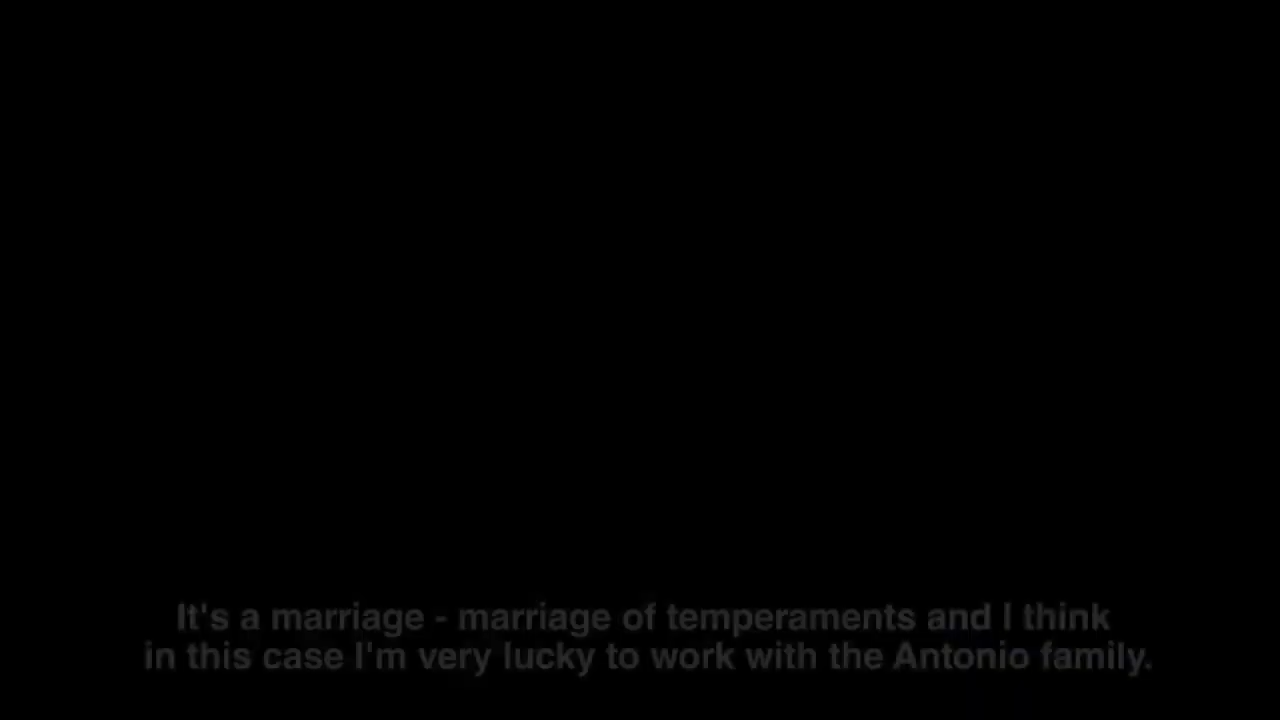 It's a marriage - marriage of temperaments and I think
in this case I'm very lucky to work with the Antonio family.